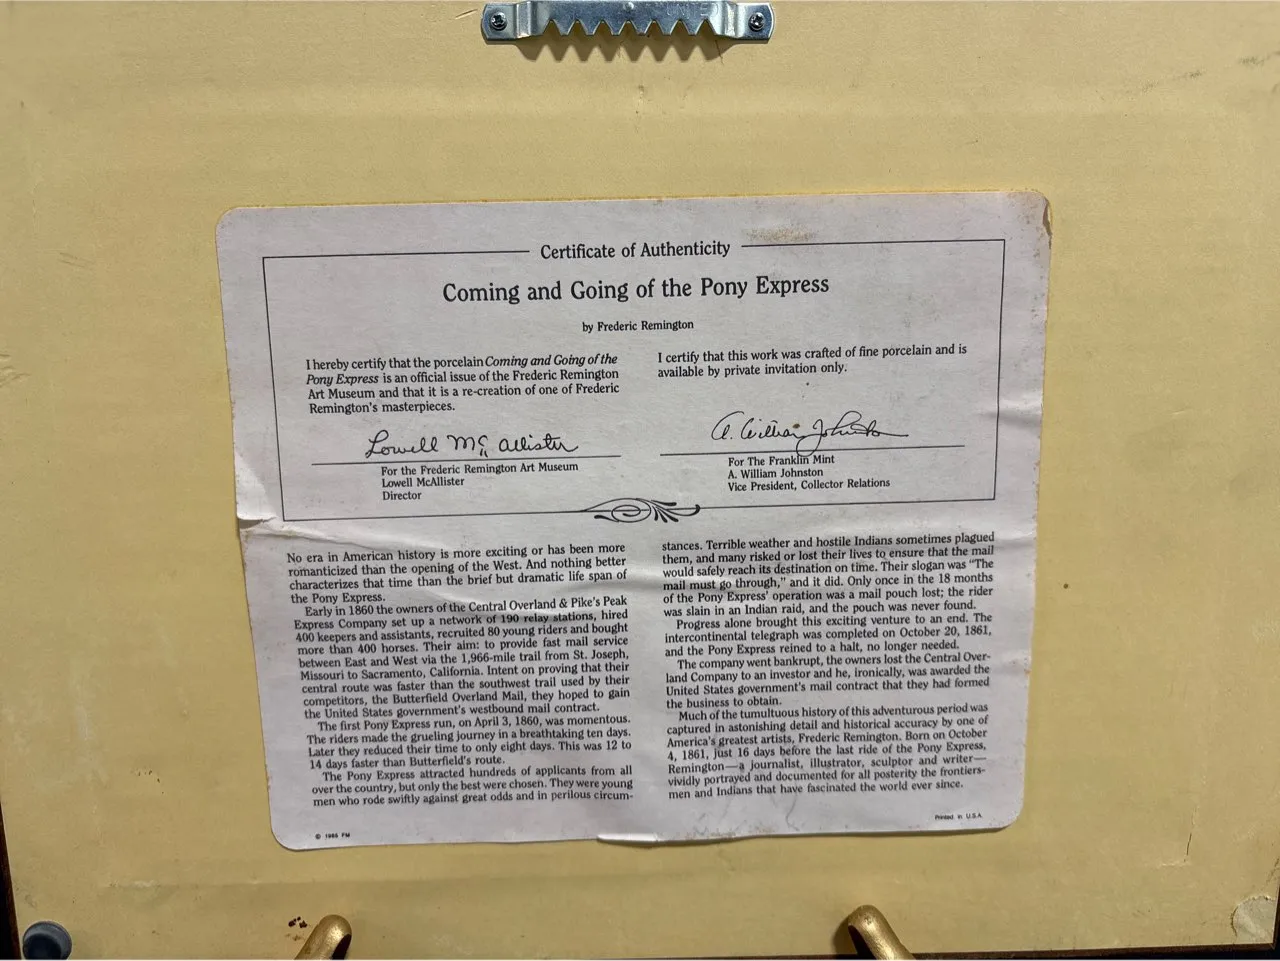 Certificate of Authenticity
Coming and Going of the Pony Express
by Frederic Remington
I hereby certify that the porcelain Coming and Going of the
Pony Express is an official issue of the Frederic Remington
Art Museum and that it is a re-creation of one of Frederic
Remington's masterpieces.
Lowell McAllister
For the Frederic Remington Art Museum
Lowell McAllister
Director
I certify that this work was crafted of fine porcelain and is
available by private invitation only.
A. William Johnston
For The Franklin Mint
A. William Johnston
Vice President, Collector Relations
No era in American history is more exciting or has been more
romanticized than the opening of the West. And nothing better
characterizes that time than the brief but dramatic life span of
the Pony Express.
Early in 1860 the owners of the Central Overland & Pike's Peak
Express Company set up a network of 190 relay stations, hired
400 keepers and assistants, recruited 80 young riders and bought
more than 400 horses. Their aim: to provide fast mail service
between East and West via the 1,966-mile trail from St. Joseph,
Missouri to Sacramento, California. Intent on proving that their
central route was faster than the southwest trail used by their
competitors, the Butterfield Overland Mail, they hoped to gain
the United States government's westbound mail contract.
The first Pony Express run, on April 3, 1860, was momentous.
The riders made the grueling journey in a breathtaking ten days.
Later they reduced their time to only eight days. This was 12 to
14 days faster than Butterfield's route.
The Pony Express attracted hundreds of applicants from all
over the country, but only the best were chosen. They were young
men who rode swiftly against great odds and in perilous circum-
stances. Terrible weather and hostile Indians sometimes plagued
them, and many risked or lost their lives to ensure that the mail
would safely reach its destination on time. Their slogan was "The
mail must go through," and it did. Only once in the 18 months
of the Pony Express' operation was a mail pouch lost; the rider
was slain in an Indian raid, and the pouch was never found.
Progress alone brought this exciting venture to an end. The
intercontinental telegraph was completed on October 20, 1861,
and the Pony Express reined to a halt, no longer needed.
The company went bankrupt, the owners lost the Central Over-
land Company to an investor and he, ironically, was awarded the
United States government's mail contract that they had formed
the business to obtain.
Much of the tumultuous history of this adventurous period was
captured in astonishing detail and historical accuracy by one of
America's greatest artists, Frederic Remington. Born on October
4, 1861, just 16 days before the last ride of the Pony Express,
Remington—a journalist, illustrator, sculptor and writer—
vividly portrayed and documented for all posterity the frontiers-
men and Indians that have fascinated the world ever since.
© 1985 FM
Printed in U.S.A.